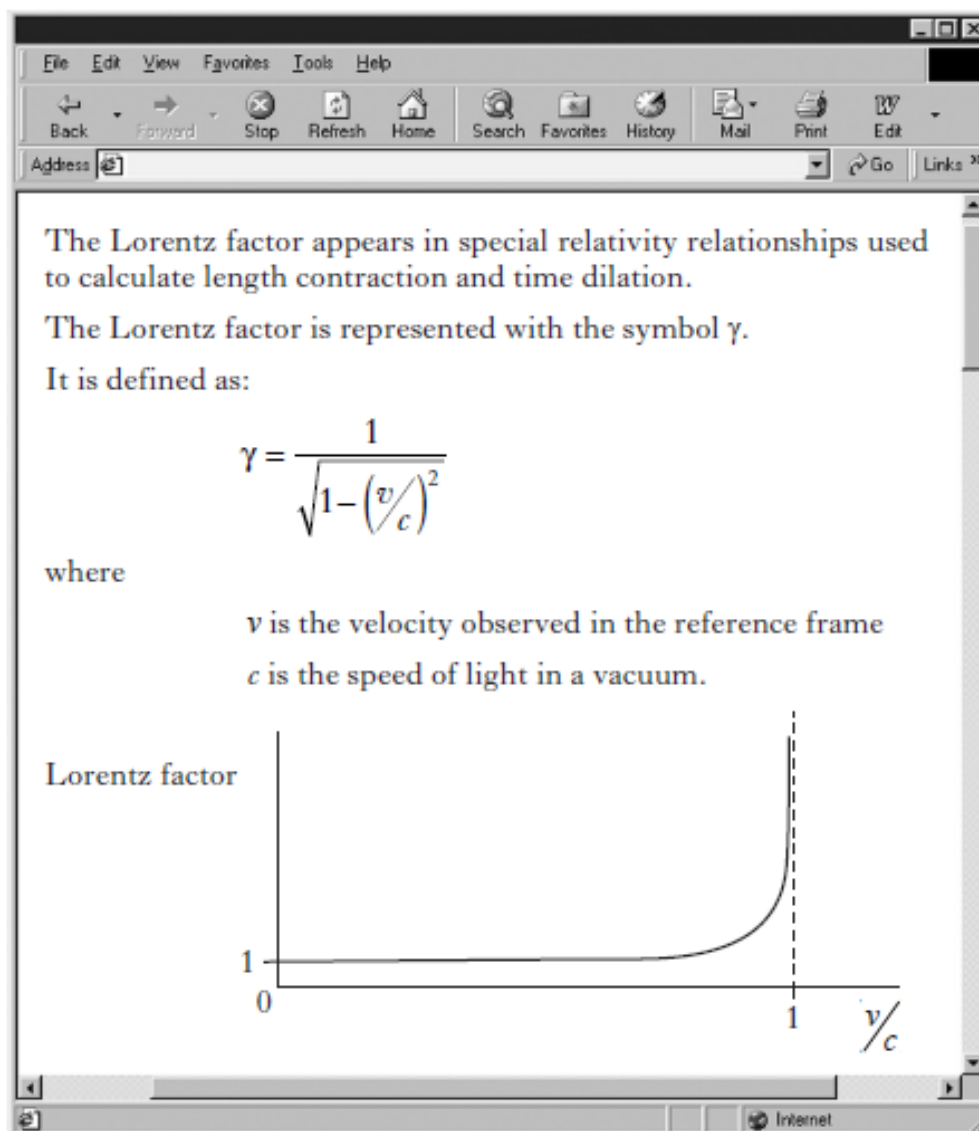 File Edit View Favorites Tools Help
Back Forward Stop Refresh Home Search Favorites History Mail Print Edit
Address Go Links »
The Lorentz factor appears in special relativity relationships used
to calculate length contraction and time dilation.
The Lorentz factor is represented with the symbol γ.
It is defined as:
γ = 1 / √(1 − (v/c)²)
where
v is the velocity observed in the reference frame
c is the speed of light in a vacuum.
Lorentz factor
1
0
1
v/c
Internet